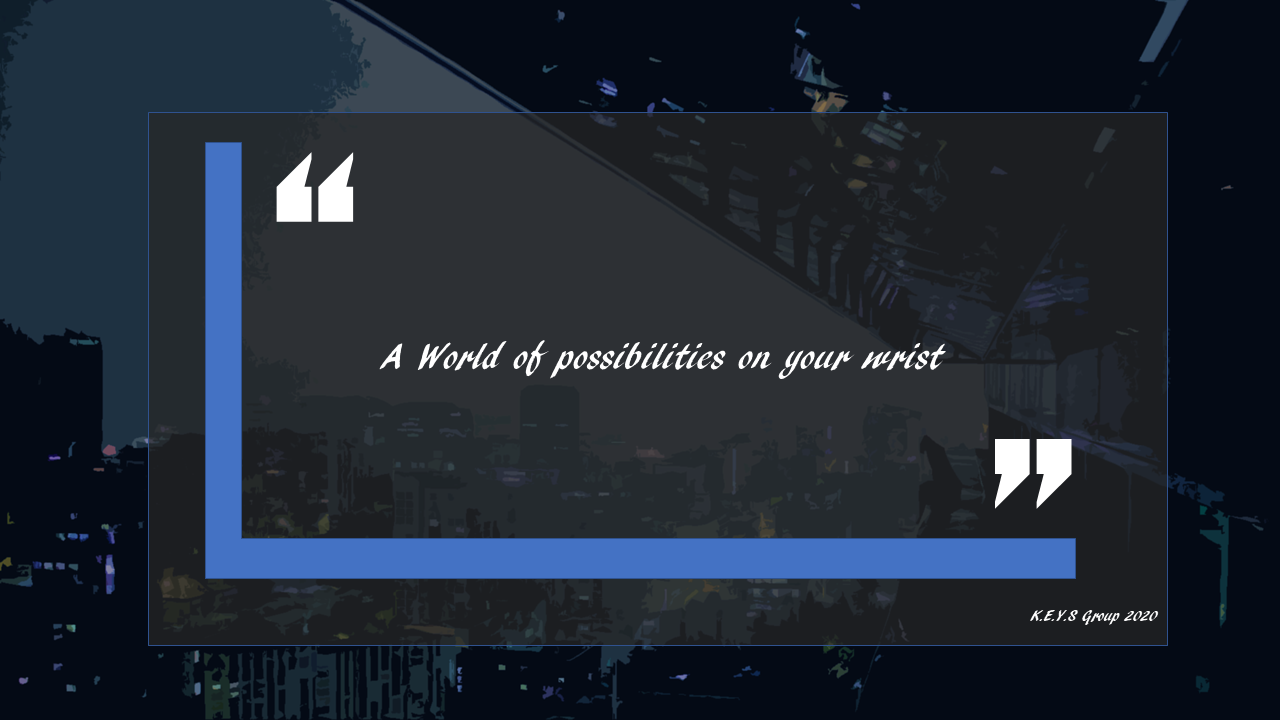 “
A World of possibilities on your wrist
”
K.E.Y.S Group 2020